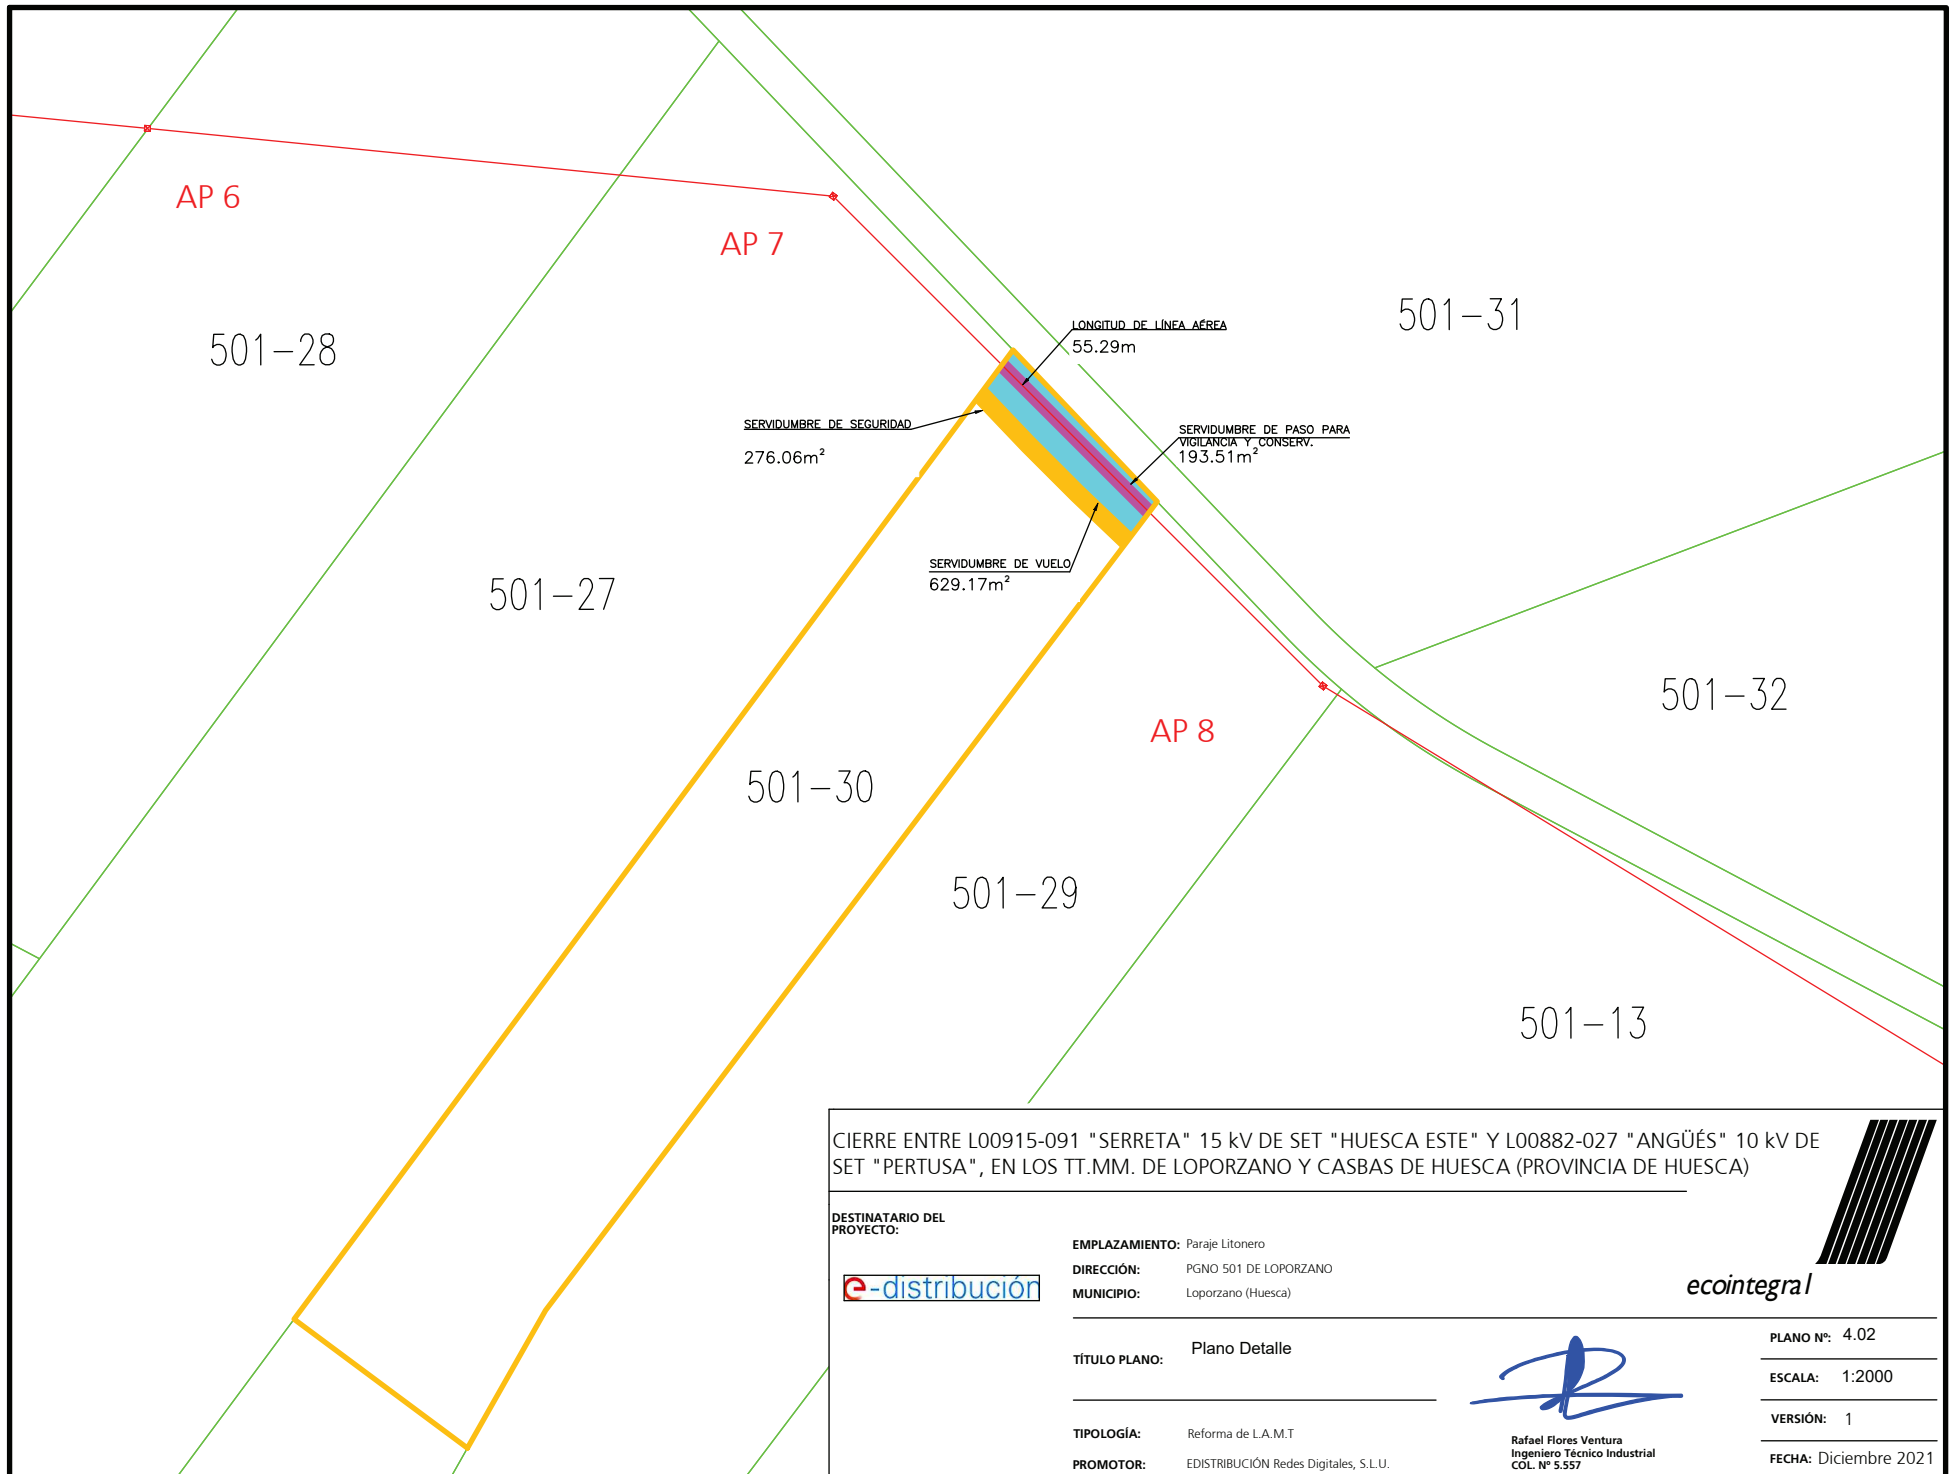 AP 6
AP 7
501-31
LONGITUD DE LÍNEA AÉREA
55.29m
501-28
SERVIDUMBRE DE SEGURIDAD
276.06m²
SERVIDUMBRE DE PASO PARA
VIGILANCIA Y CONSERV.
193.51m²
SERVIDUMBRE DE VUELO
629.17m²
501-27
501-32
AP 8
501-30
501-29
501-13
CIERRE ENTRE L00915-091 "SERRETA" 15 kV DE SET "HUESCA ESTE" Y L00882-027 "ANGÜÉS" 10 kV DE
SET "PERTUSA", EN LOS TT.MM. DE LOPORZANO Y CASBAS DE HUESCA (PROVINCIA DE HUESCA)
DESTINATARIO DEL
PROYECTO:
e-distribución
EMPLAZAMIENTO: Paraje Litonero
DIRECCIÓN: PGNO 501 DE LOPORZANO
MUNICIPIO: Loporzano (Huesca)
ecointegral
TÍTULO PLANO: Plano Detalle
PLANO Nº: 4.02
ESCALA: 1:2000
VERSIÓN: 1
FECHA: Diciembre 2021
TIPOLOGÍA: Reforma de L.A.M.T
PROMOTOR: EDISTRIBUCIÓN Redes Digitales, S.L.U.
Rafael Flores Ventura
Ingeniero Técnico Industrial
COL. Nº 5.557